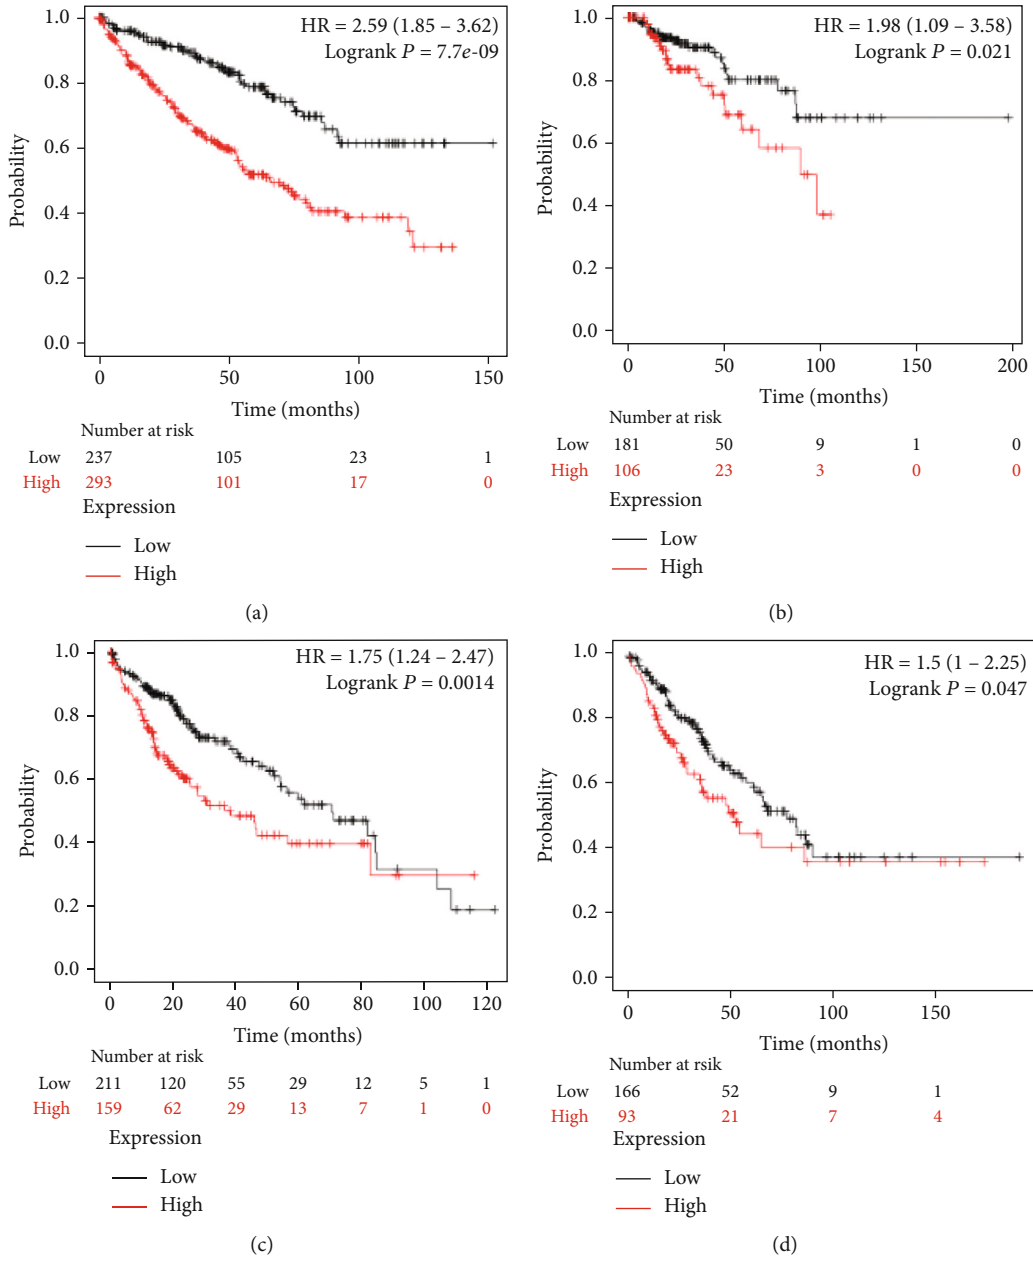 HR = 2.59 (1.85 – 3.62)
Logrank P = 7.7e-09
Probability
1.0
0.8
0.6
0.4
0.2
0.0
0 50 100 150
Time (months)
Number at risk
Low 237 105 23 1
High 293 101 17 0
Expression
Low
High
(a)
HR = 1.98 (1.09 – 3.58)
Logrank P = 0.021
Probability
1.0
0.8
0.6
0.4
0.2
0.0
0 50 100 150 200
Time (months)
Number at risk
Low 181 50 9 1 0
High 106 23 3 0 0
Expression
Low
High
(b)
HR = 1.75 (1.24 – 2.47)
Logrank P = 0.0014
Probability
1.0
0.8
0.6
0.4
0.2
0.0
0 20 40 60 80 100 120
Time (months)
Number at risk
Low 211 120 55 29 12 5 1
High 159 62 29 13 7 1 0
Expression
Low
High
(c)
HR = 1.5 (1 – 2.25)
Logrank P = 0.047
Probability
1.0
0.8
0.6
0.4
0.2
0.0
0 50 100 150
Time (months)
Number at rsik
Low 166 52 9 1
High 93 21 7 4
Expression
Low
High
(d)